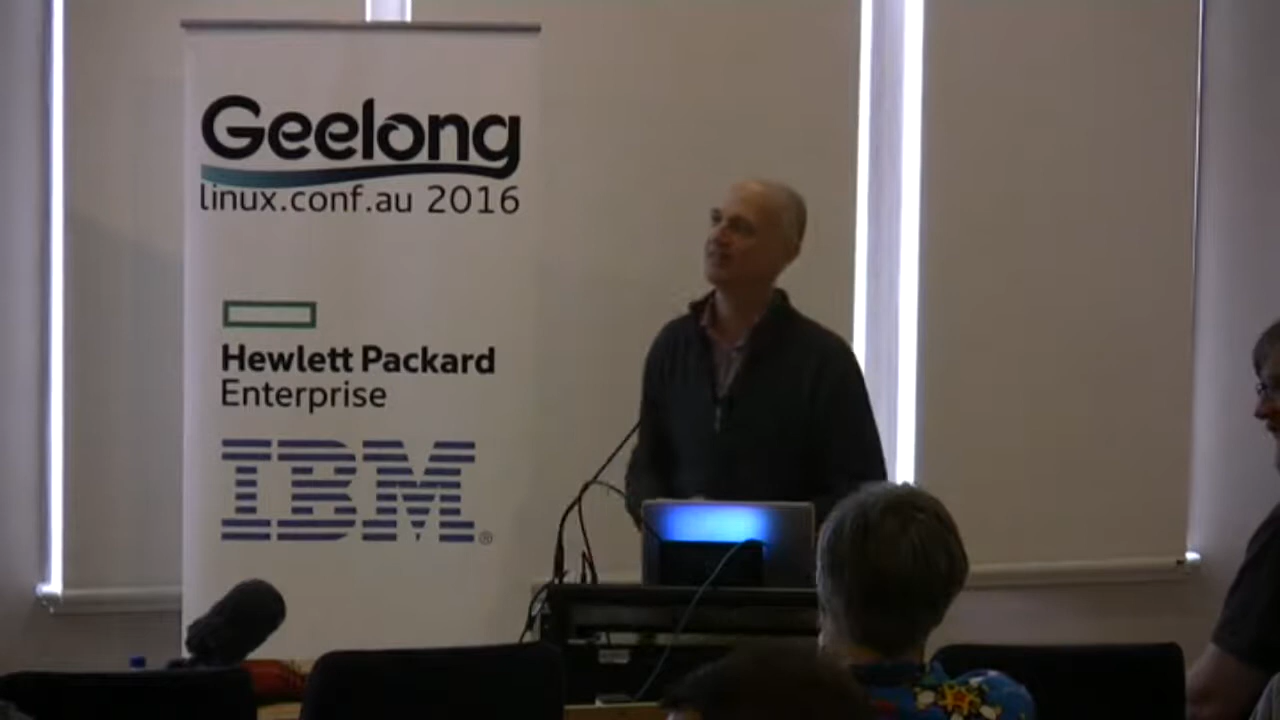 Geelong
linux.conf.au 2016
Hewlett Packard
Enterprise
IBM®